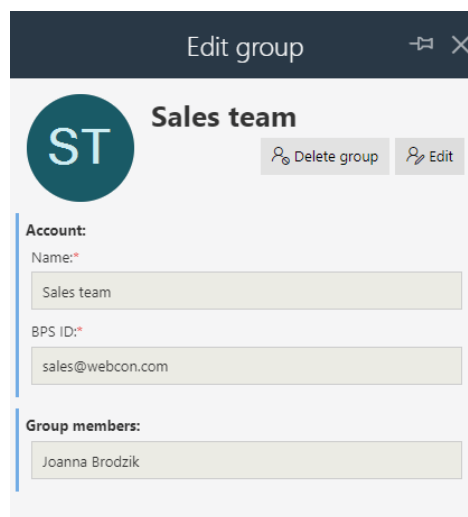 Edit group
ST
Sales team
Delete group
Edit
Account:
Name:*
Sales team
BPS ID:*
sales@webcon.com
Group members:
Joanna Brodzik